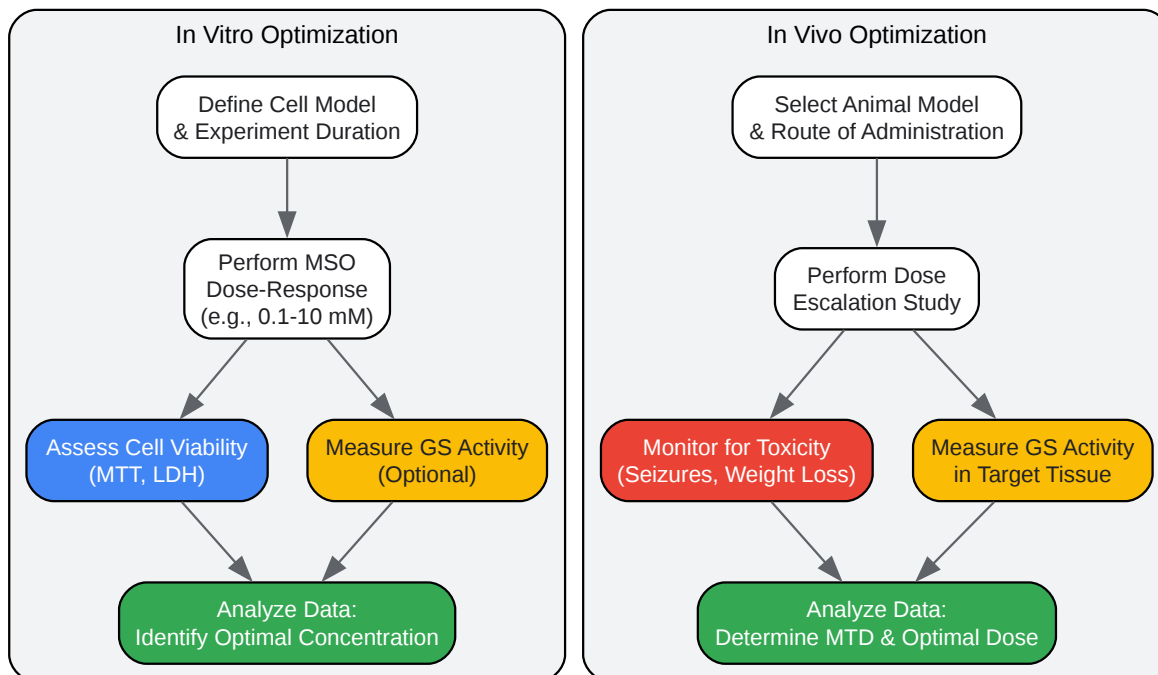 In Vitro Optimization
Define Cell Model
& Experiment Duration
Perform MSO
Dose-Response
(e.g., 0.1-10 mM)
Assess Cell Viability
(MTT, LDH)
Measure GS Activity
(Optional)
Analyze Data:
Identify Optimal Concentration
In Vivo Optimization
Select Animal Model
& Route of Administration
Perform Dose
Escalation Study
Monitor for Toxicity
(Seizures, Weight Loss)
Measure GS Activity
in Target Tissue
Analyze Data:
Determine MTD & Optimal Dose